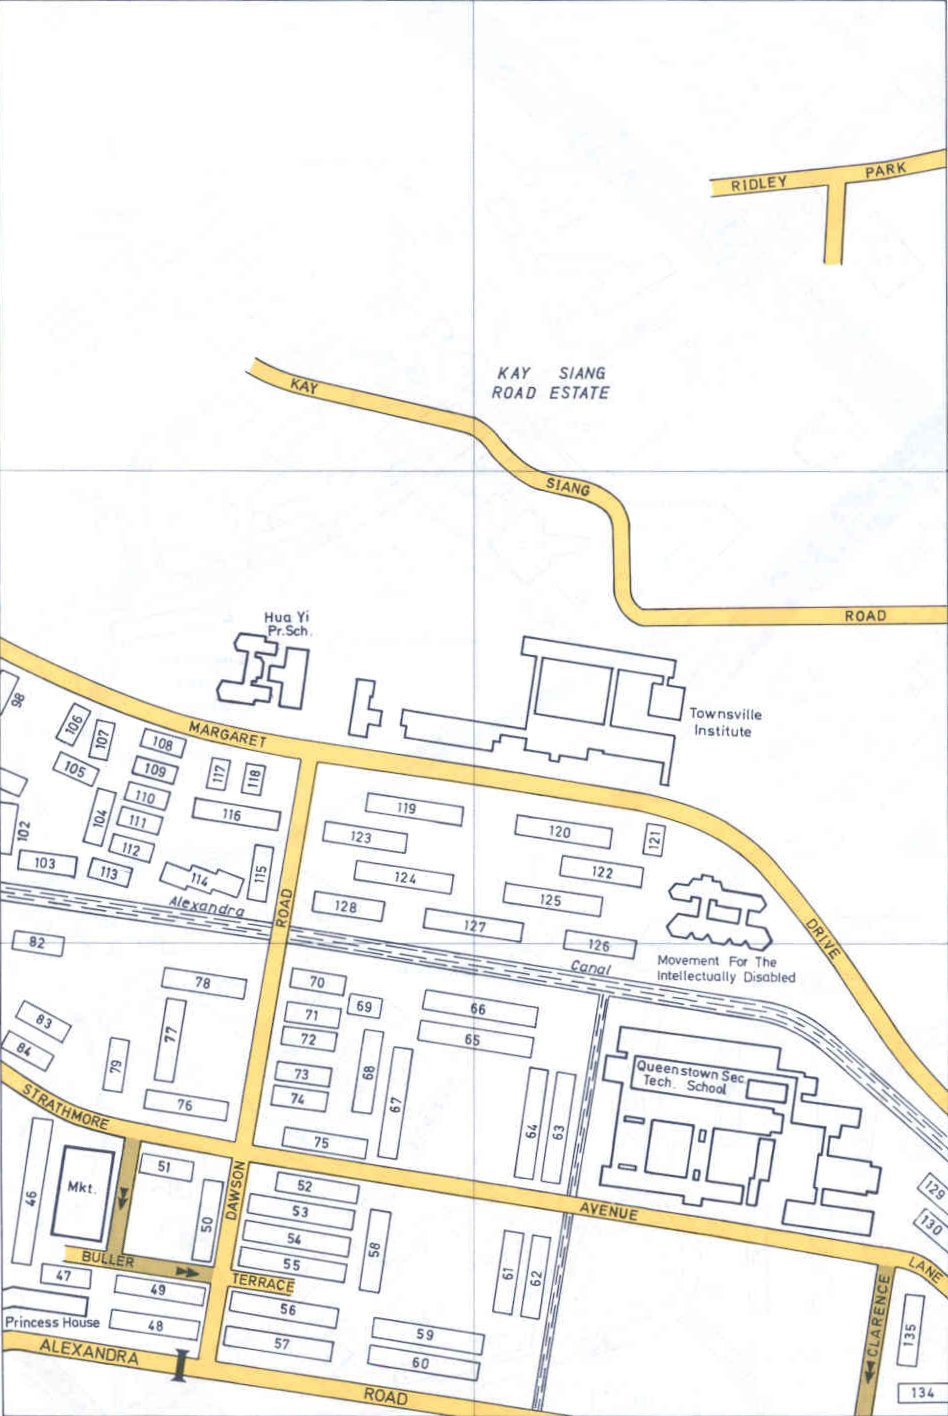 RIDLEY PARK
KAY SIANG
ROAD ESTATE
KAY
SIANG
ROAD
Hua Yi
Pr.Sch.
Townsville
Institute
MARGARET
DRIVE
98
106
107
108
105
109
117
118
110
104
111
116
102
112
103
113
114
115
119
123
120
121
124
122
128
125
127
126
Alexandra
Canal
ROAD
Movement For The
Intellectually Disabled
82
78
70
69
66
71
77
72
65
83
84
79
73
68
74
67
76
75
64
63
Queenstown Sec.
Tech. School
STRATHMORE
AVENUE
129
130
46
Mkt.
51
50
DAWSON
52
53
54
55
58
61
62
LANE
BULLER
TERRACE
47
49
48
Princess House
56
57
59
60
CLARENCE
135
134
ALEXANDRA
ROAD